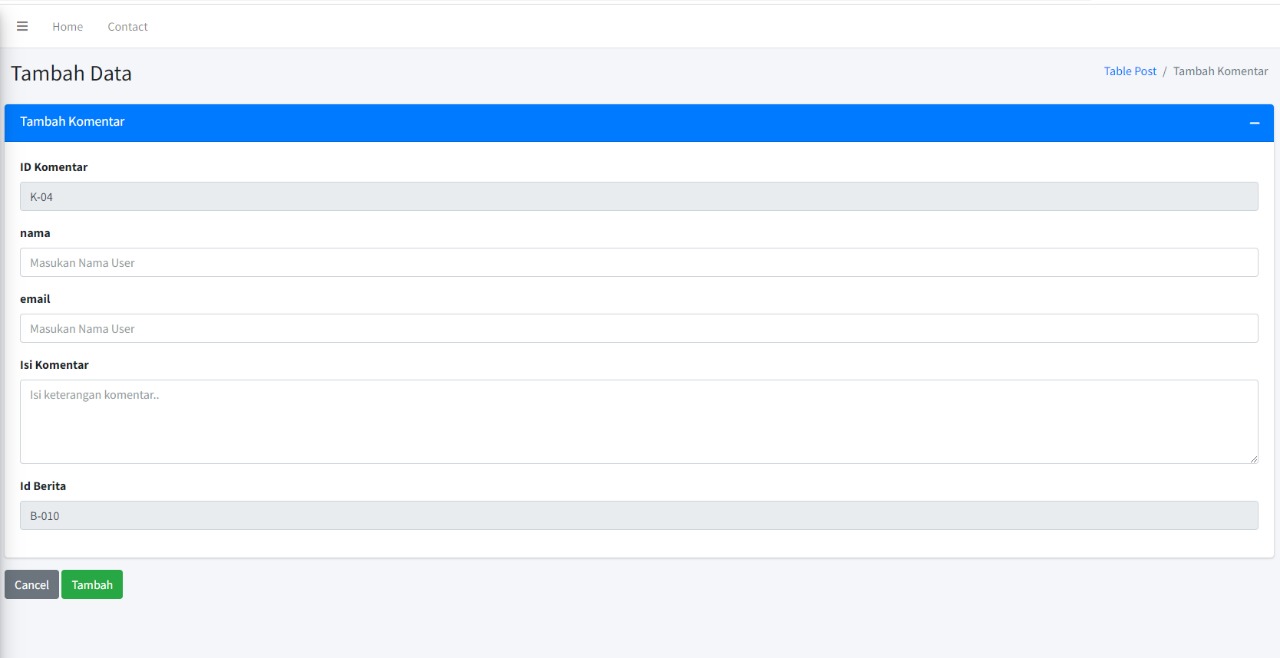 Home Contact
Tambah Data
Table Post / Tambah Komentar
Tambah Komentar
ID Komentar
K-04
nama
Masukan Nama User
email
Masukan Nama User
Isi Komentar
Isi keterangan komentar..
Id Berita
B-010
Cancel Tambah